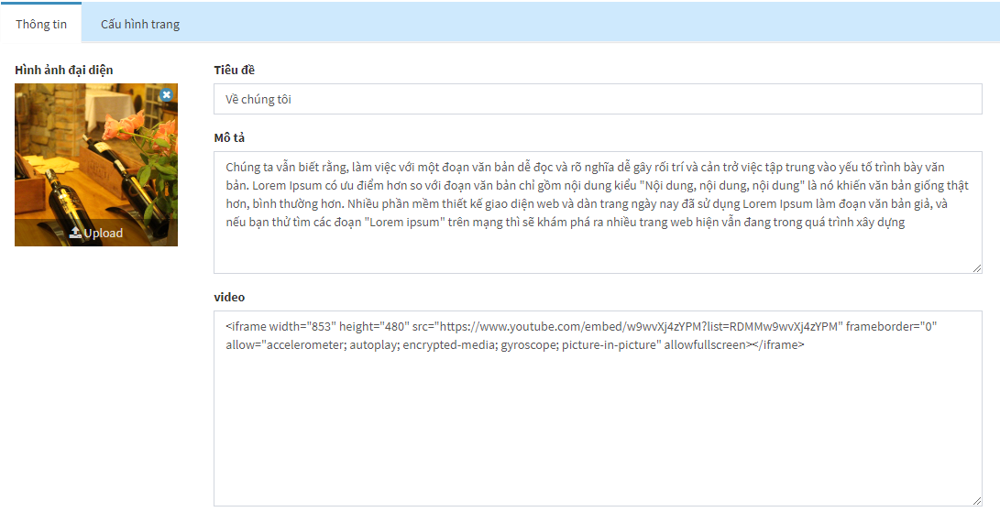 Thông tin
Cấu hình trang
Hình ảnh đại diện
Upload
Tiêu đề
Về chúng tôi
Mô tả
Chúng ta vẫn biết rằng, làm việc với một đoạn văn bản dễ đọc và rõ nghĩa dễ gây rối trí và cản trở việc tập trung vào yếu tố trình bày văn
bản. Lorem Ipsum có ưu điểm hơn so với đoạn văn bản chỉ gồm nội dung kiểu "Nội dung, nội dung, nội dung" là nó khiến văn bản giống thật
hơn, bình thường hơn. Nhiều phần mềm thiết kế giao diện web và dàn trang ngày nay đã sử dụng Lorem Ipsum làm đoạn văn bản giả, và
nếu bạn thử tìm các đoạn "Lorem ipsum" trên mạng thì sẽ khám phá ra nhiều trang web hiện vẫn đang trong quá trình xây dựng
video
<iframe width="853" height="480" src="https://www.youtube.com/embed/w9wvXj4zYPM?list=RDMMw9wvXj4zYPM" frameborder="0"
allow="accelerometer; autoplay; encrypted-media; gyroscope; picture-in-picture" allowfullscreen></iframe>